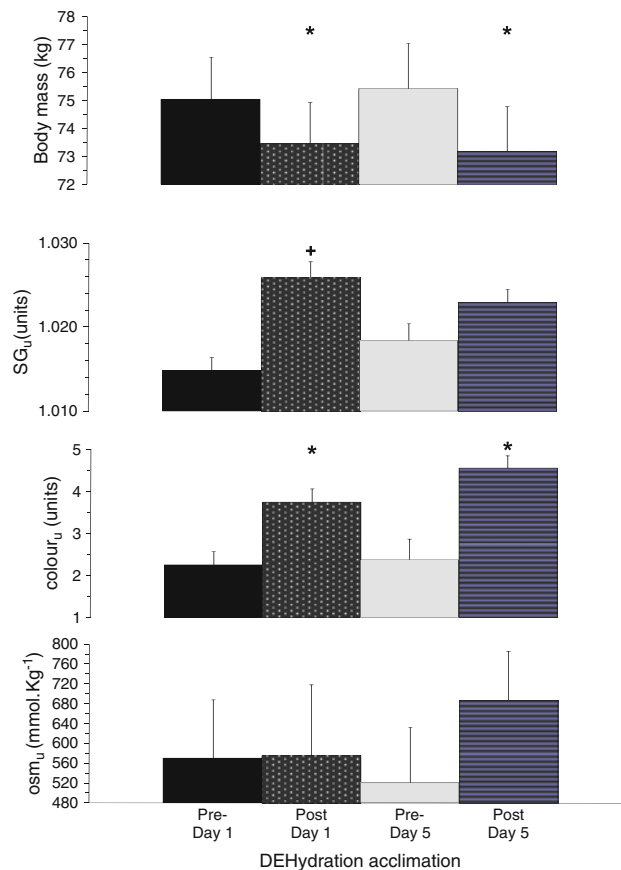 Body mass (kg)
78
77
76
75
74
73
72
*
*
SGu(units)
1.030
1.020
1.010
+
colouru (units)
5
4
3
2
1
*
*
osmu (mmol.Kg-1)
800
760
720
680
640
600
560
520
480
Pre-
Day 1
Post
Day 1
Pre-
Day 5
Post
Day 5
DEHydration acclimation